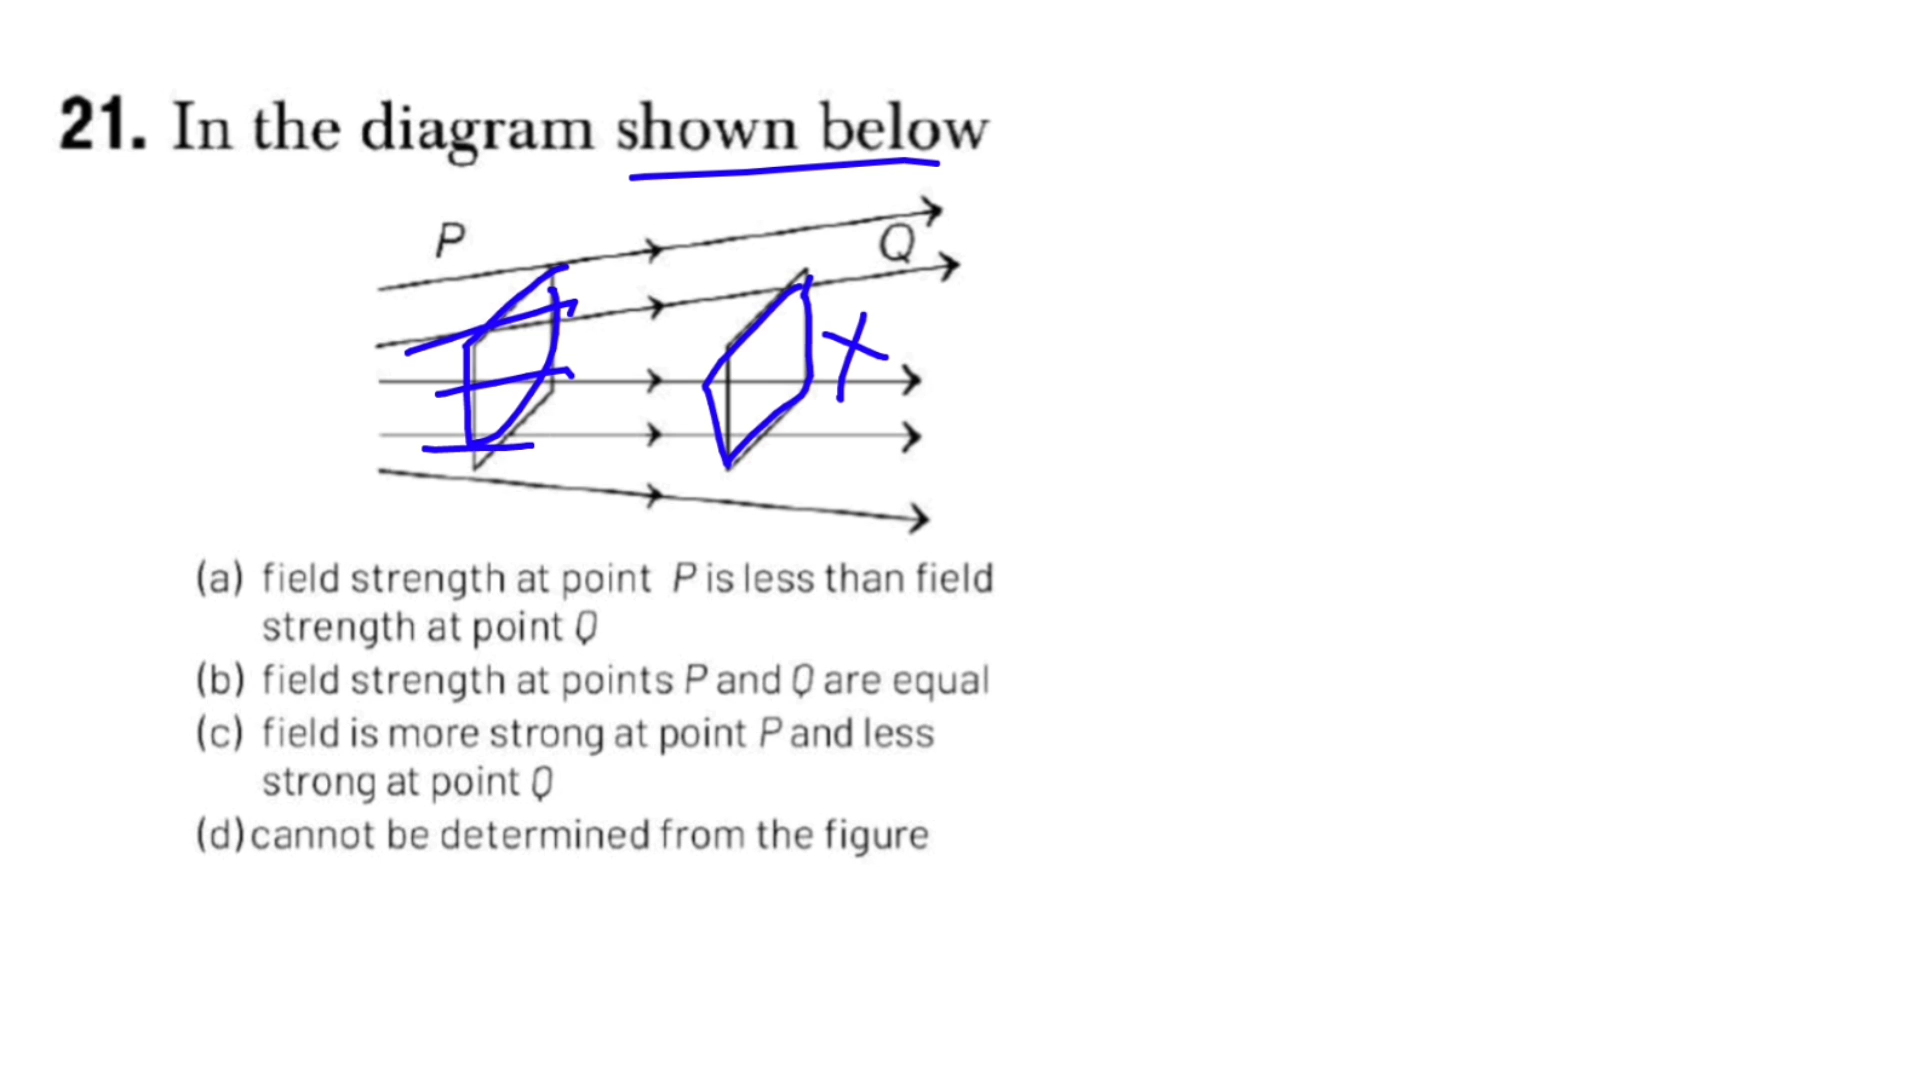 21. In the diagram shown below
P
Q
(a) field strength at point P is less than field
strength at point Q
(b) field strength at points P and Q are equal
(c) field is more strong at point P and less
strong at point Q
(d) cannot be determined from the figure